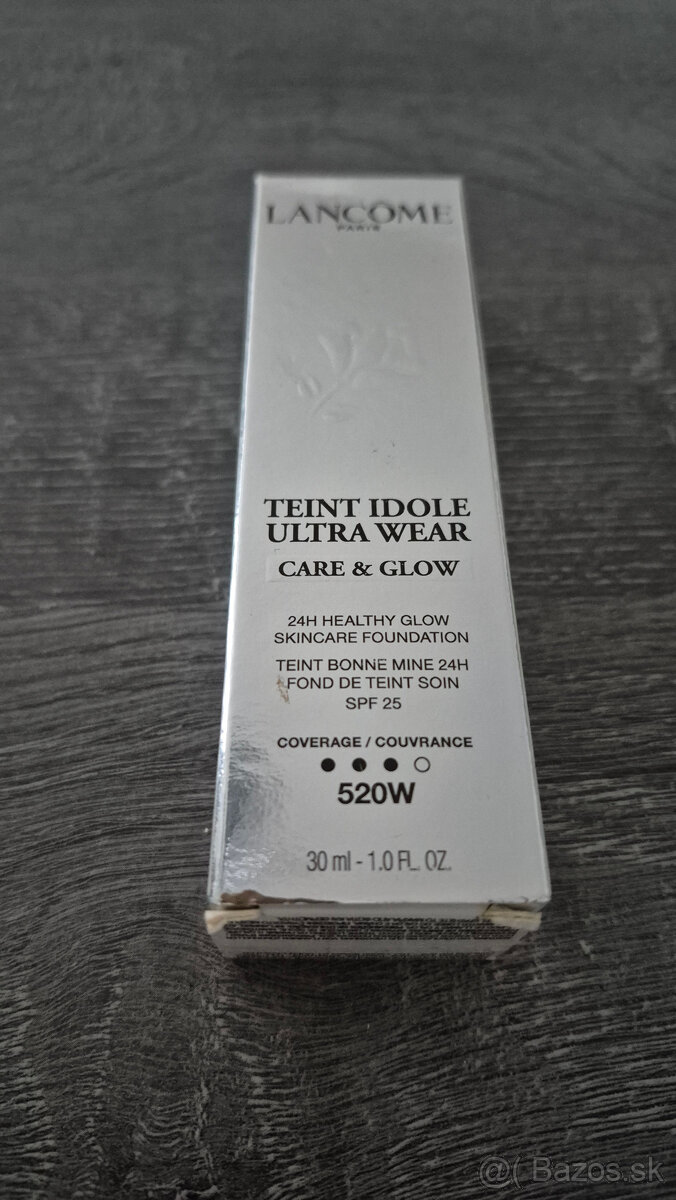 LANCÔME
PARIS
TEINT IDOLE
ULTRA WEAR
CARE & GLOW
24H HEALTHY GLOW
SKINCARE FOUNDATION
TEINT BONNE MINE 24H
FOND DE TEINT SOIN
SPF 25
COVERAGE / COUVRANCE
520W
30 ml - 1.0 FL. OZ.
@( Bazos.sk